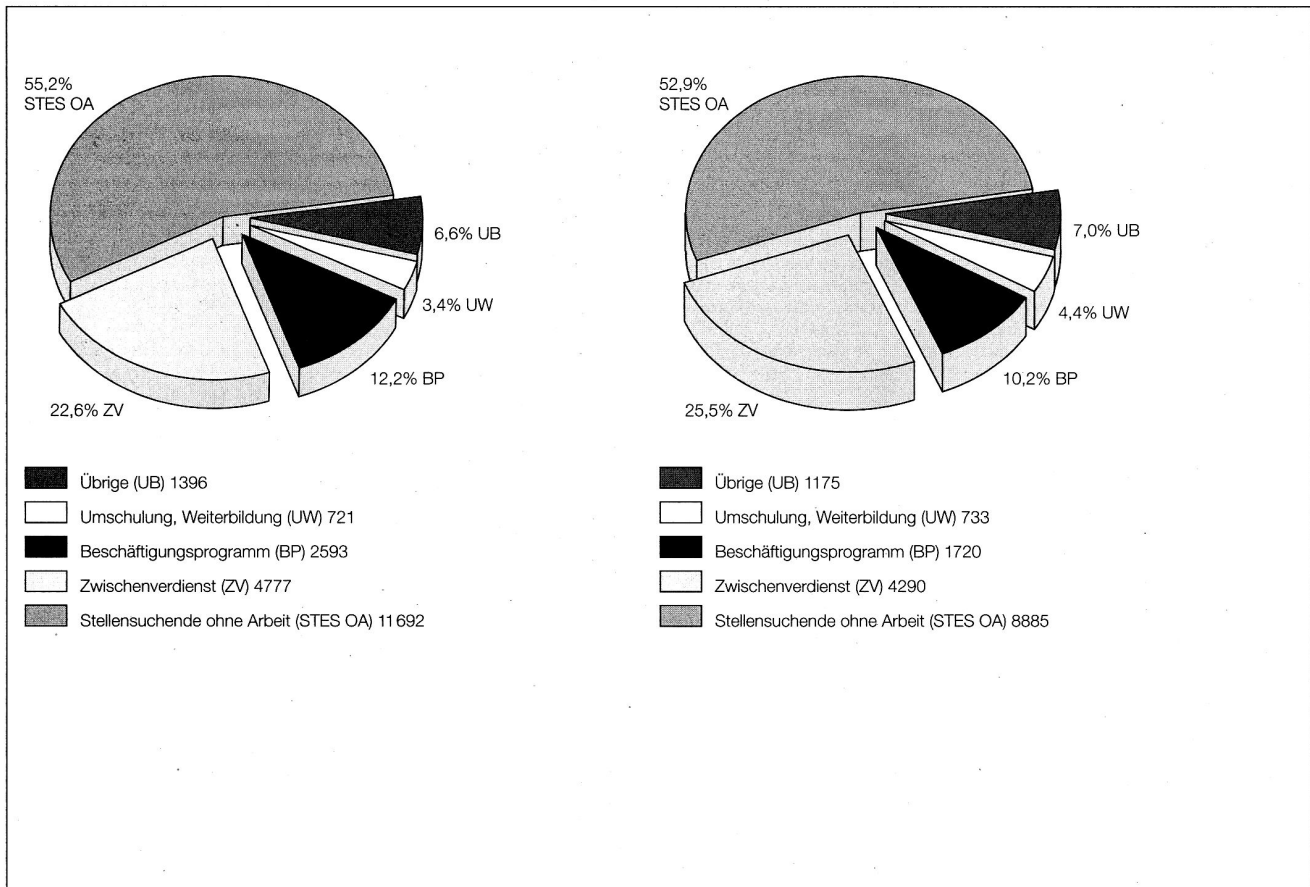 55,2%
STES OA
6,6% UB
3,4% UW
12,2% BP
22,6% ZV
Übrige (UB) 1396
Umschulung, Weiterbildung (UW) 721
Beschäftigungsprogramm (BP) 2593
Zwischenverdienst (ZV) 4777
Stellensuchende ohne Arbeit (STES OA) 11 692
52,9%
STES OA
7,0% UB
4,4% UW
10,2% BP
25,5% ZV
Übrige (UB) 1175
Umschulung, Weiterbildung (UW) 733
Beschäftigungsprogramm (BP) 1720
Zwischenverdienst (ZV) 4290
Stellensuchende ohne Arbeit (STES OA) 8885